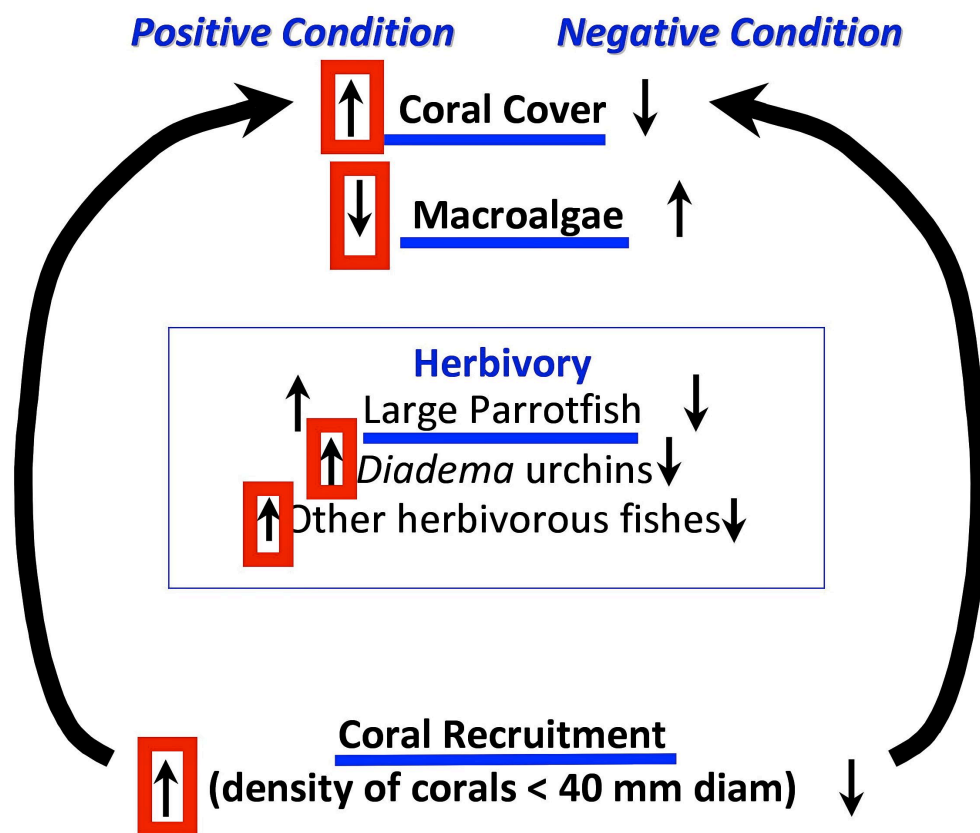 Positive Condition Negative Condition
Coral Cover
Macroalgae
Herbivory
Large Parrotfish
Diadema urchins
Other herbivorous fishes
Coral Recruitment
(density of corals < 40 mm diam)